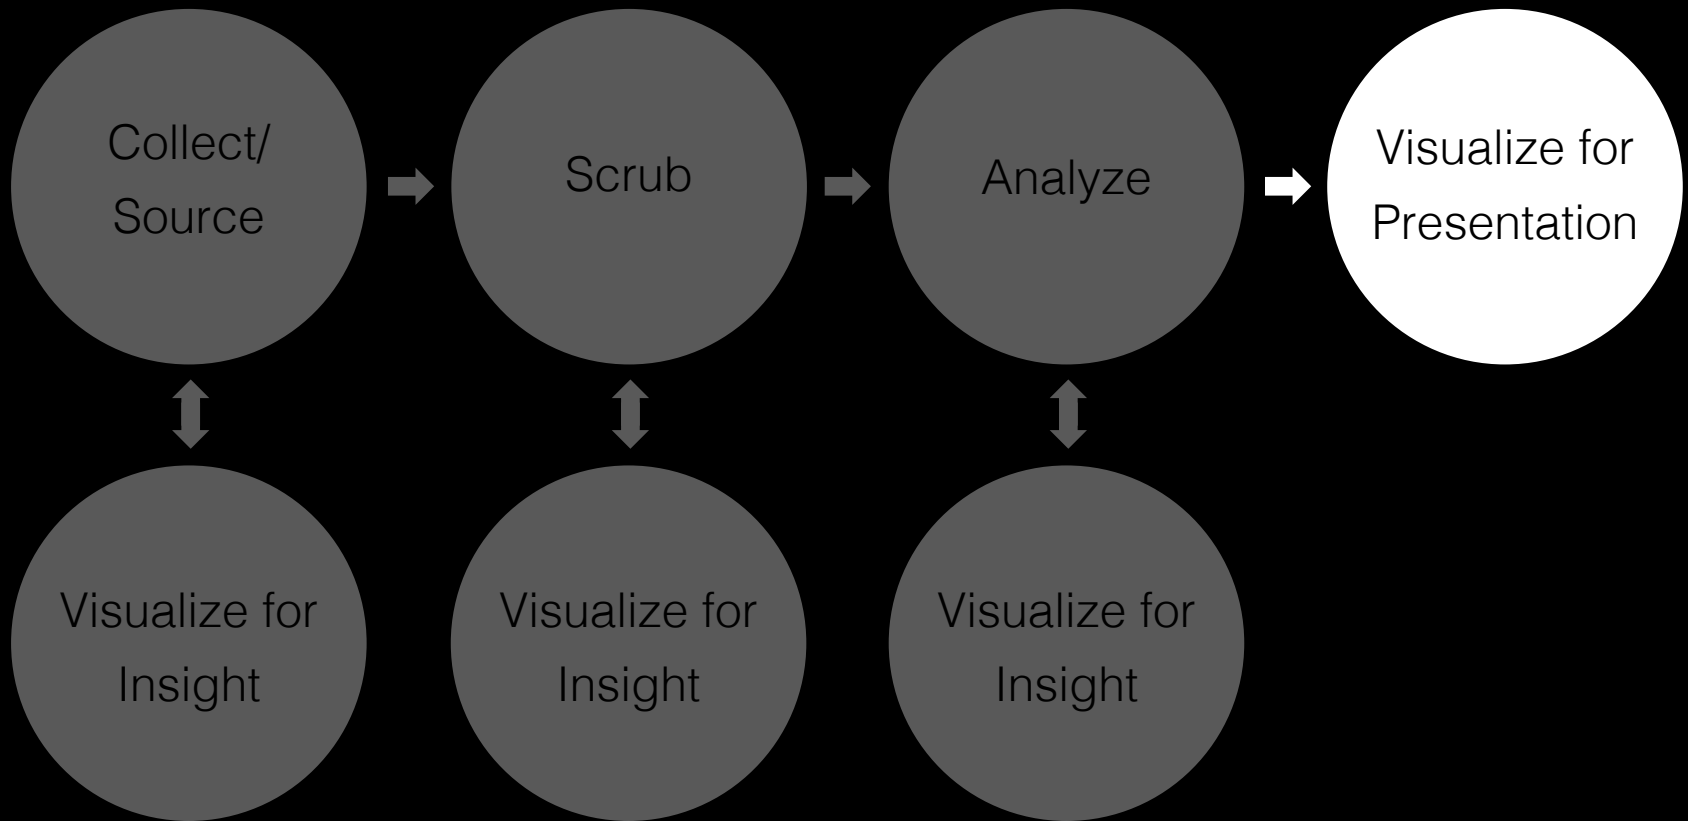 Collect/
Source
Scrub
Analyze
Visualize for
Presentation
Visualize for
Insight
Visualize for
Insight
Visualize for
Insight